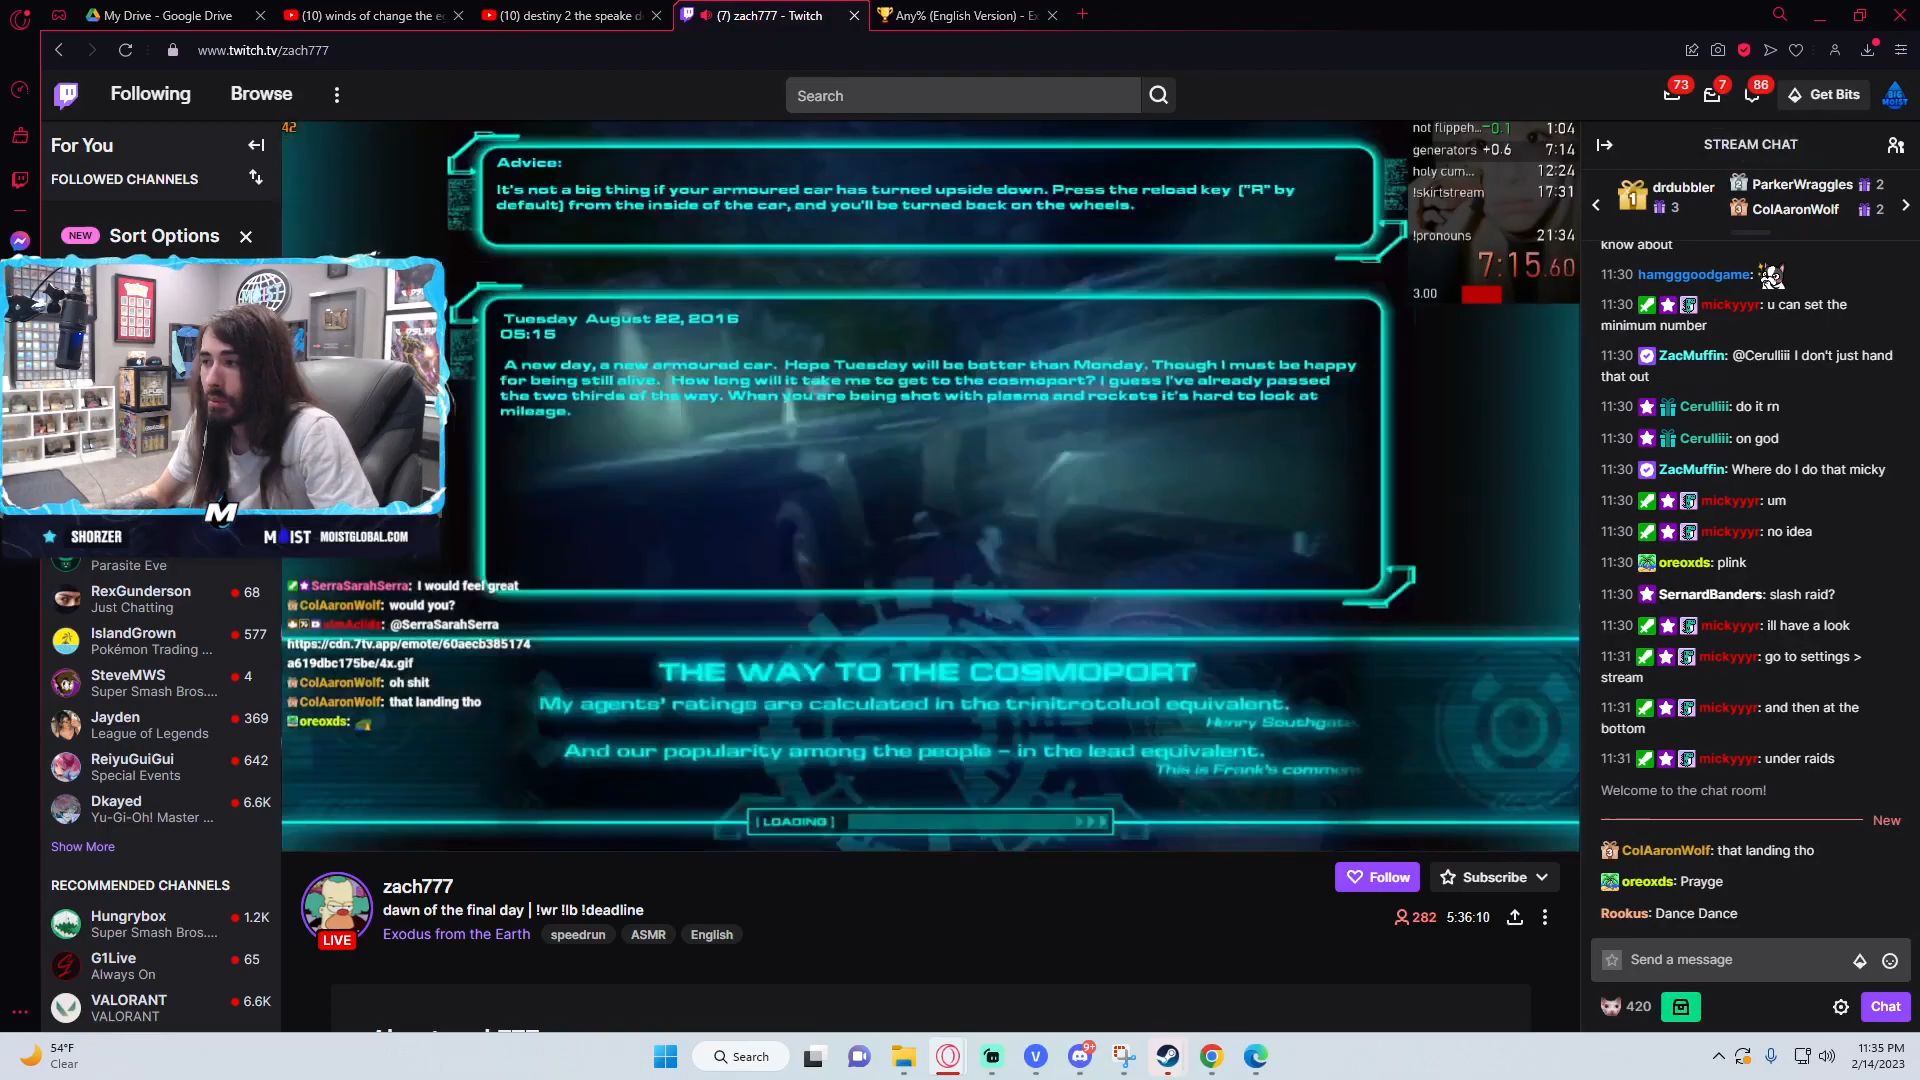 My Drive - Google Drive
(10) winds of change the e
(10) destiny 2 the speake d
(7) zach777 - Twitch
Any% (English Version) - Ex
www.twitch.tv/zach777
Following
Browse
Search
73
7
86
Get Bits
For You
FOLLOWED CHANNELS
NEW
Sort Options
SHORZER
MOIST
MOISTGLOBAL.COM
Parasite Eve
RexGunderson
68
Just Chatting
IslandGrown
577
Pokémon Trading ...
SteveMWS
4
Super Smash Bros....
Jayden
369
League of Legends
ReiyuGuiGui
642
Special Events
Dkayed
6.6K
Yu-Gi-Oh! Master ...
Show More
RECOMMENDED CHANNELS
Hungrybox
1.2K
Super Smash Bros....
G1Live
65
Always On
VALORANT
6.6K
VALORANT
42
Advice:
It's not a big thing if your armoured car has turned upside down. Press the reload key ["R" by
default] from the inside of the car, and you'll be turned back on the wheels.
Tuesday August 22, 2016
05:15
A new day, a new armoured car. Hope Tuesday will be better than Monday. Though I must be happy
for being still alive. How long will it take me to get to the cosmoport? I guess I've already passed
the two thirds of the way. When you are being shot with plasma and rockets it's hard to look at
mileage.
not flippeh... -0.1 1:04
generators +0.6 7:14
holy cum... 12:24
!skirtstream 17:31
!pronouns 21:34
7:15.60
3.00
SerraSarahSerra: I would feel great
ColAaronWolf: would you?
@SerraSarahSerra
https://cdn.7tv.app/emote/60aecb385174
a619dbc175be/4x.gif
ColAaronWolf: oh shit
ColAaronWolf: that landing tho
oreoxds:
THE WAY TO THE COSMOPORT
My agents' ratings are calculated in the trinitrotoluol equivalent.
Henry Southgate.
And our popularity among the people – in the lead equivalent.
This is Frank's commen
[ LOADING ]
LIVE
zach777
dawn of the final day | !wr !lb !deadline
Exodus from the Earth
speedrun
ASMR
English
Follow
Subscribe
282
5:36:10
STREAM CHAT
1
drdubbler
3
2
ParkerWraggles
2
3
ColAaronWolf
2
know about
11:30 hamgggoodgame:
11:30 mickyyyr: u can set the
minimum number
11:30 ZacMuffin: @Cerulliii I don't just hand
that out
11:30 Cerulliii: do it rn
11:30 Cerulliii: on god
11:30 ZacMuffin: Where do I do that micky
11:30 mickyyyr: um
11:30 mickyyyr: no idea
11:30 oreoxds: plink
11:30 SernardBanders: slash raid?
11:30 mickyyyr: ill have a look
11:31 mickyyyr: go to settings >
stream
11:31 mickyyyr: and then at the
bottom
11:31 mickyyyr: under raids
Welcome to the chat room!
New
ColAaronWolf: that landing tho
oreoxds: Prayge
Rookus: Dance Dance
Send a message
420
Chat
54°F
Clear
Search
9+
11:35 PM
2/14/2023